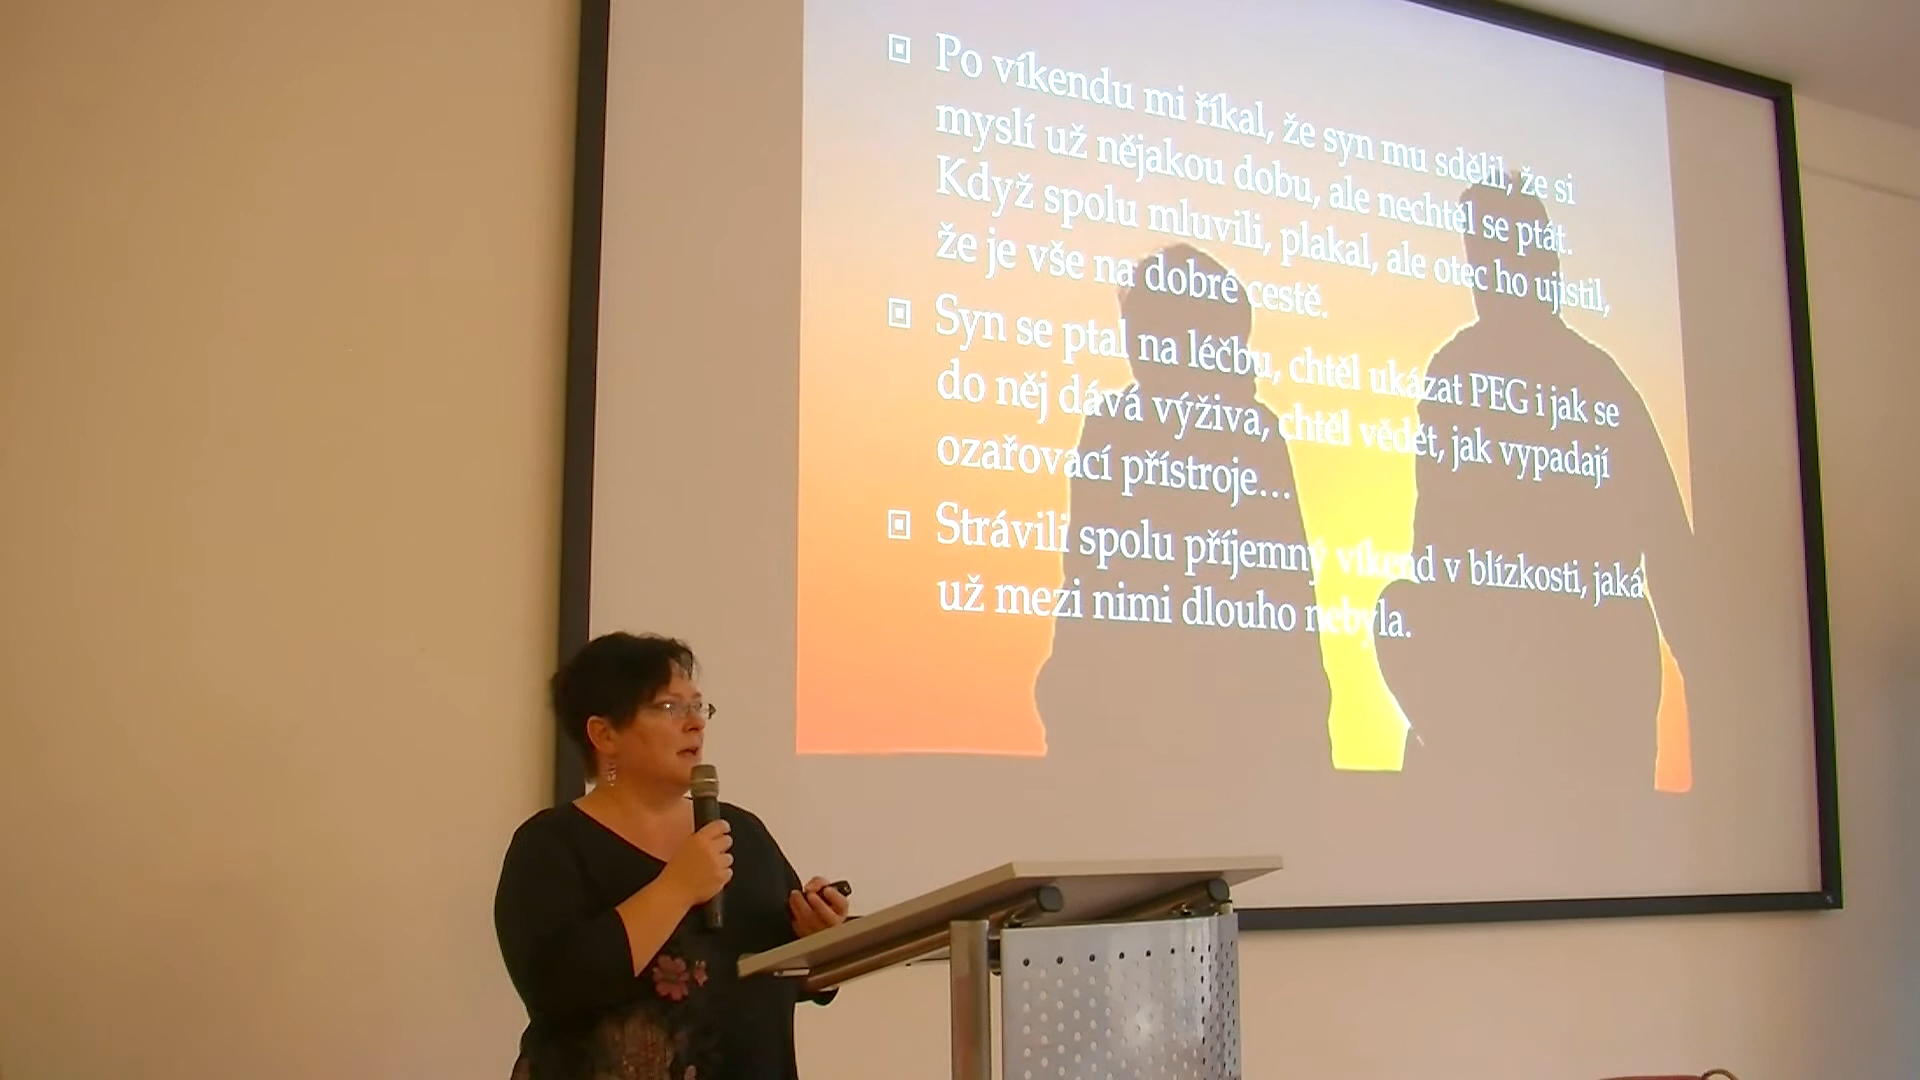 Po víkendu mi říkal, že syn mu sdělil, že si
myslí už nějakou dobu, ale nechtěl se ptát.
Když spolu mluvili, plakal, ale otec ho ujistil,
že je vše na dobré cestě.
Syn se ptal na léčbu, chtěl ukázat PEG i jak se
do něj dává výživa, chtěl vědět, jak vypadají
ozařovací přístroje…
Strávili spolu příjemný víkend v blízkosti, jaká
už mezi nimi dlouho nebyla.